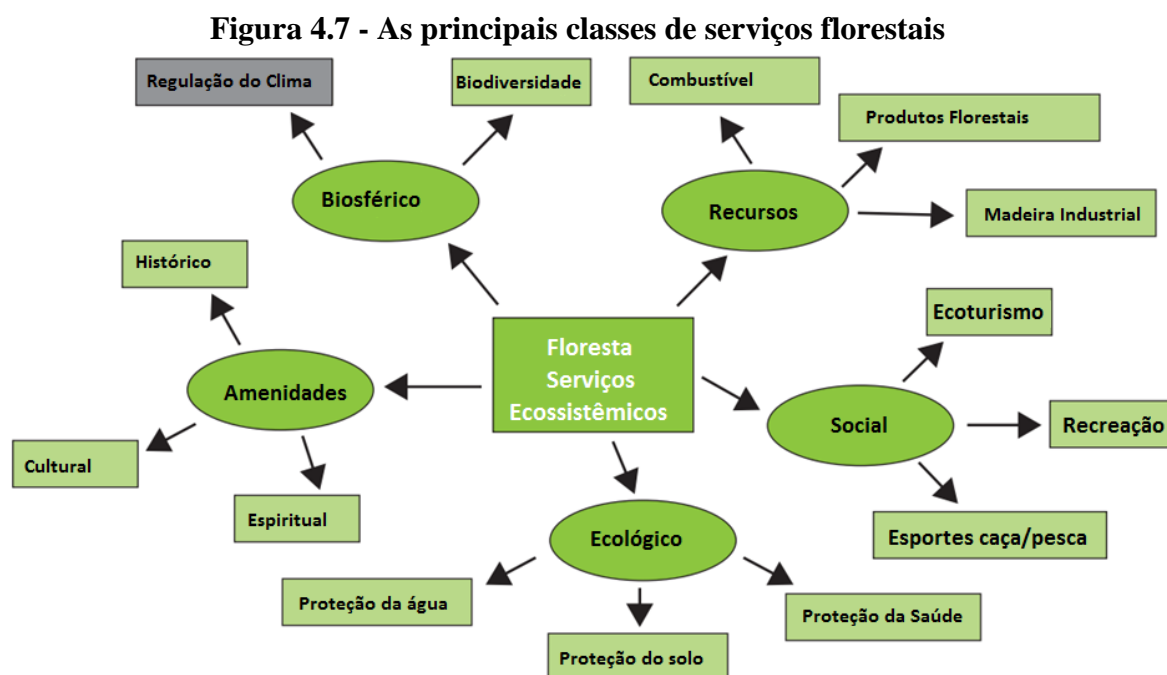 Figura 4.7 - As principais classes de serviços florestais
Regulação do Clima
Biodiversidade
Combustível
Produtos Florestais
Biosférico
Recursos
Madeira Industrial
Histórico
Ecoturismo
Floresta
Serviços
Ecossistêmicos
Amenidades
Social
Recreação
Cultural
Espiritual
Ecológico
Esportes caça/pesca
Proteção da água
Proteção da Saúde
Proteção do solo